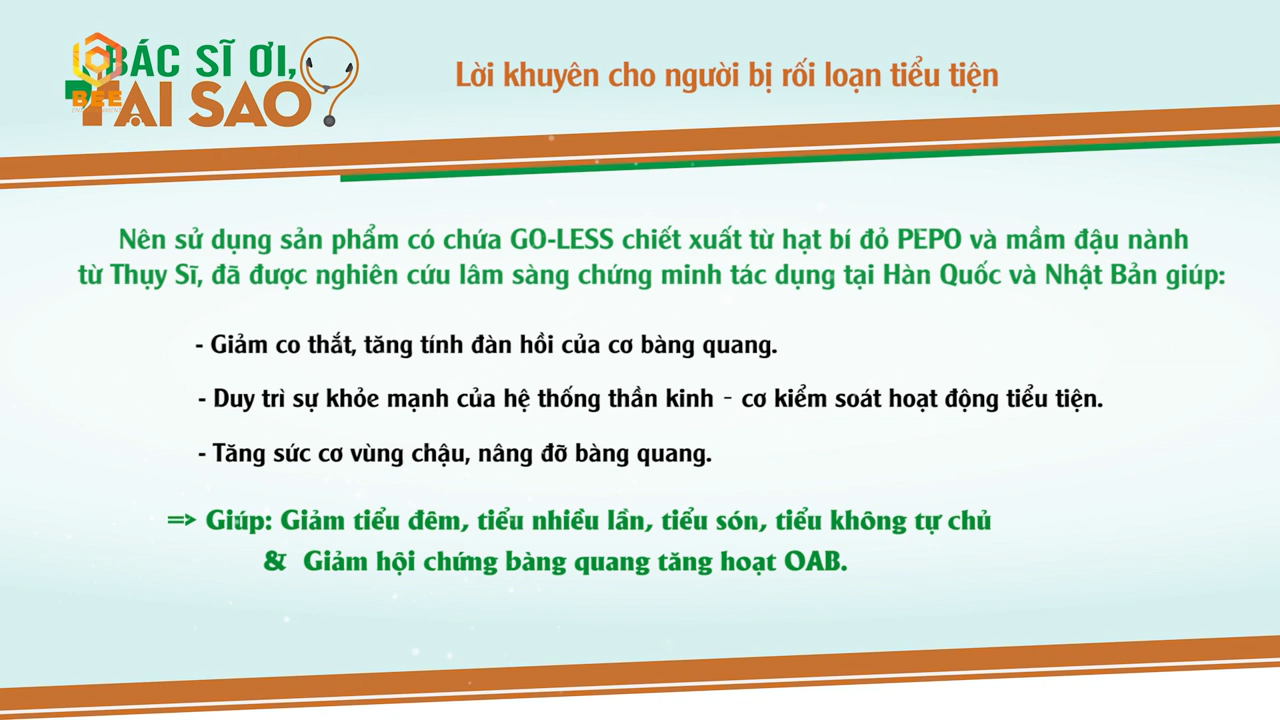 BÁC SĨ ƠI,
TẠI SAO?
BEE
Lời khuyên cho người bị rối loạn tiểu tiện
Nên sử dụng sản phẩm có chứa GO-LESS chiết xuất từ hạt bí đỏ PEPO và mầm đậu nành
từ Thụy Sĩ, đã được nghiên cứu lâm sàng chứng minh tác dụng tại Hàn Quốc và Nhật Bản giúp:
- Giảm co thắt, tăng tính đàn hồi của cơ bàng quang.
- Duy trì sự khỏe mạnh của hệ thống thần kinh - cơ kiểm soát hoạt động tiểu tiện.
- Tăng sức cơ vùng chậu, nâng đỡ bàng quang.
=> Giúp: Giảm tiểu đêm, tiểu nhiều lần, tiểu són, tiểu không tự chủ
& Giảm hội chứng bàng quang tăng hoạt OAB.